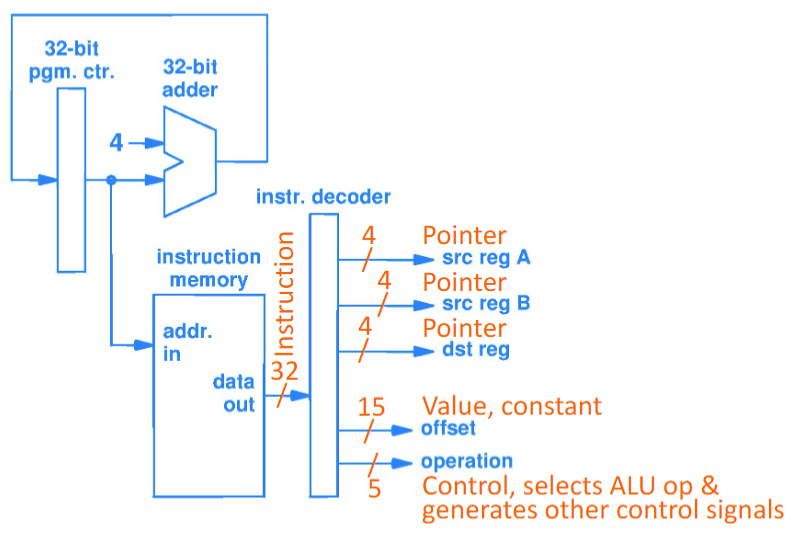 32-bit
pgm. ctr.
32-bit
adder
4
instr. decoder
instruction
memory
addr.
in
data
out
Instruction
32
4
Pointer
src reg A
4
Pointer
src reg B
4
Pointer
dst reg
15
Value, constant
offset
operation
5
Control, selects ALU op &
generates other control signals